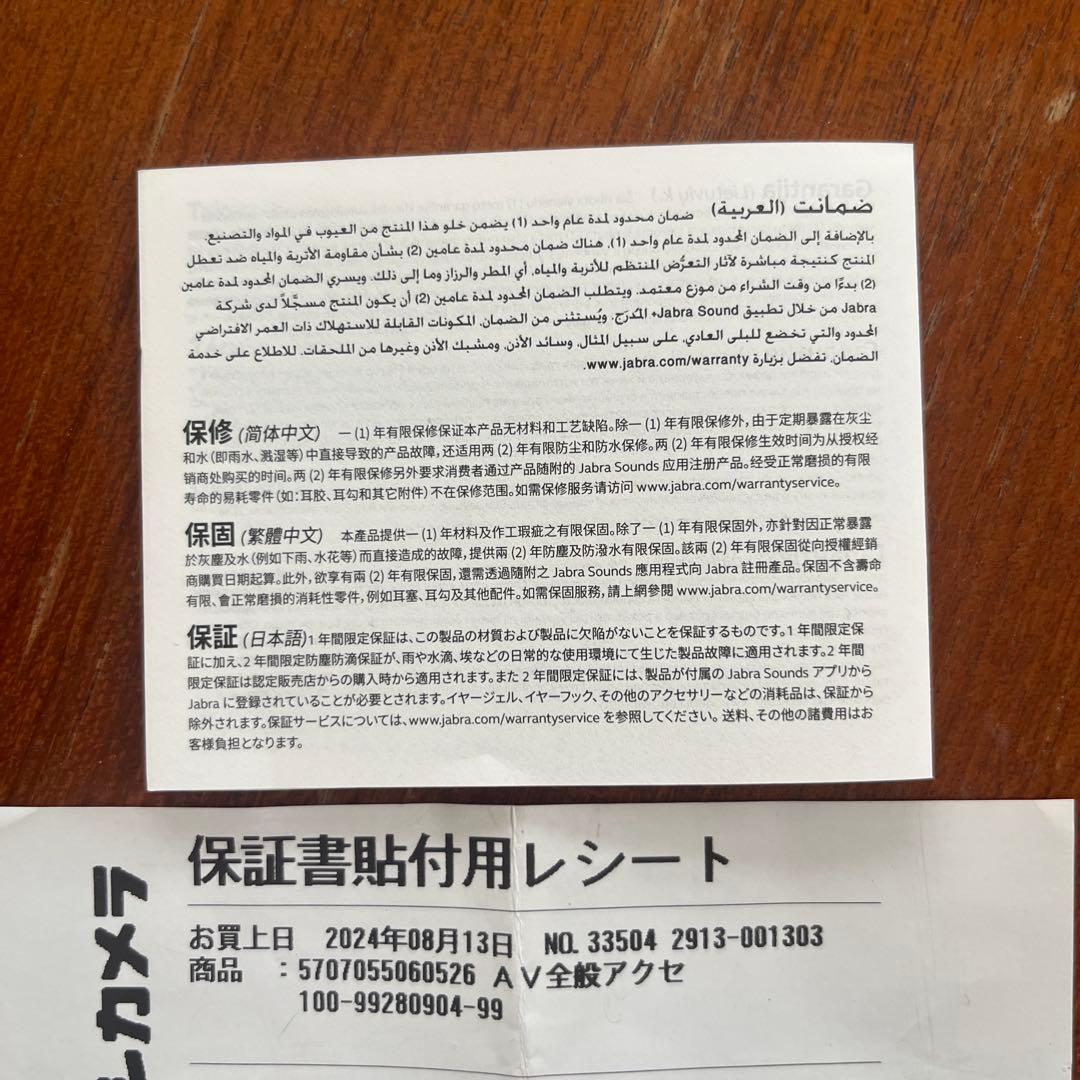 ضمانت (العربية) ضمان محدود لمدة عام واحد (1) يضمن خلو هذا المنتج من العيوب في المواد والتصنيع.
بالإضافة إلى الضمان المحدود لمدة عام واحد (1)، هناك ضمان محدود لمدة عامين (2) بشأن مقاومة الأتربة والمياه ضد تعطل
المنتج كنتيجة مباشرة لآثار التعرُّض المنتظم للأتربة والمياه، أي المطر والرزاز وما إلى ذلك. ويسري الضمان المحدود لمدة عامين
(2) بدءًا من وقت الشراء من موزع معتمد. ويتطلب الضمان المحدود لمدة عامين (2) أن يكون المنتج مسجَّلاً لدى شركة
Jabra من خلال تطبيق Jabra Sound+ المُدرَج. ويُستثنى من الضمان، المكونات القابلة للاستهلاك ذات العمر الافتراضي
المحدود والتي تخضع للبلى العادي، على سبيل المثال، وسائد الأذن، ومشبك الأذن وغيرها من الملحقات. للاطلاع على خدمة
الضمان، تفضل بزيارة www.jabra.com/warranty.
保修 (简体中文) 一 (1) 年有限保修保证本产品无材料和工艺缺陷。除一 (1) 年有限保修外，由于定期暴露在灰尘
和水（即雨水、溅湿等）中直接导致的产品故障，还适用两 (2) 年有限防尘和防水保修。两 (2) 年有限保修生效时间为从授权经
销商处购买的时间。两 (2) 年有限保修另外要求消费者通过产品随附的 Jabra Sounds 应用注册产品。经受正常磨损的有限
寿命的易耗零件（如：耳胶、耳勾和其它附件）不在保修范围。如需保修服务请访问 www.jabra.com/warrantyservice。
保固 (繁體中文) 本產品提供一 (1) 年材料及作工瑕疵之有限保固。除了一 (1) 年有限保固外，亦針對因正常暴露
於灰塵及水（例如下雨、水花等）而直接造成的故障，提供兩 (2) 年防塵及防潑水有限保固。該兩 (2) 年有限保固從向授權經銷
商購買日期起算。此外，欲享有兩 (2) 年有限保固，還需透過隨附之 Jabra Sounds 應用程式向 Jabra 註冊產品。保固不含壽命
有限、會正常磨損的消耗性零件，例如耳塞、耳勾及其他配件。如需保固服務，請上網參閱 www.jabra.com/warrantyservice。
保証 (日本語)1 年間限定保証は、この製品の材質および製品に欠陥がないことを保証するものです。1 年間限定保
証に加え、2 年間限定防塵防滴保証が、雨や水滴、埃などの日常的な使用環境にて生じた製品故障に適用されます。2 年間
限定保証は認定販売店からの購入時から適用されます。また 2 年間限定保証には、製品が付属の Jabra Sounds アプリから
Jabra に登録されていることが必要とされます。イヤージェル、イヤーフック、その他のアクセサリーなどの消耗品は、保証から
除外されます。保証サービスについては、www.jabra.com/warrantyservice を参照してください。 送料、その他の諸費用はお
客様負担となります。
保証書貼付用レシート
お買上日 2024年08月13日 NO. 33504 2913-001303
商品 : 5707055060526 AV全般アクセ
100-99280904-99
カメラ